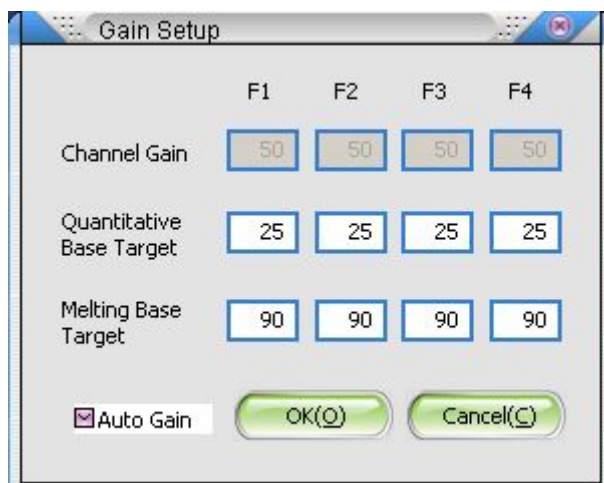 Gain Setup
F1 F2 F3 F4
Channel Gain 50 50 50 50
Quantitative
Base Target 25 25 25 25
Melting Base
Target 90 90 90 90
Auto Gain OK(O) Cancel(C)